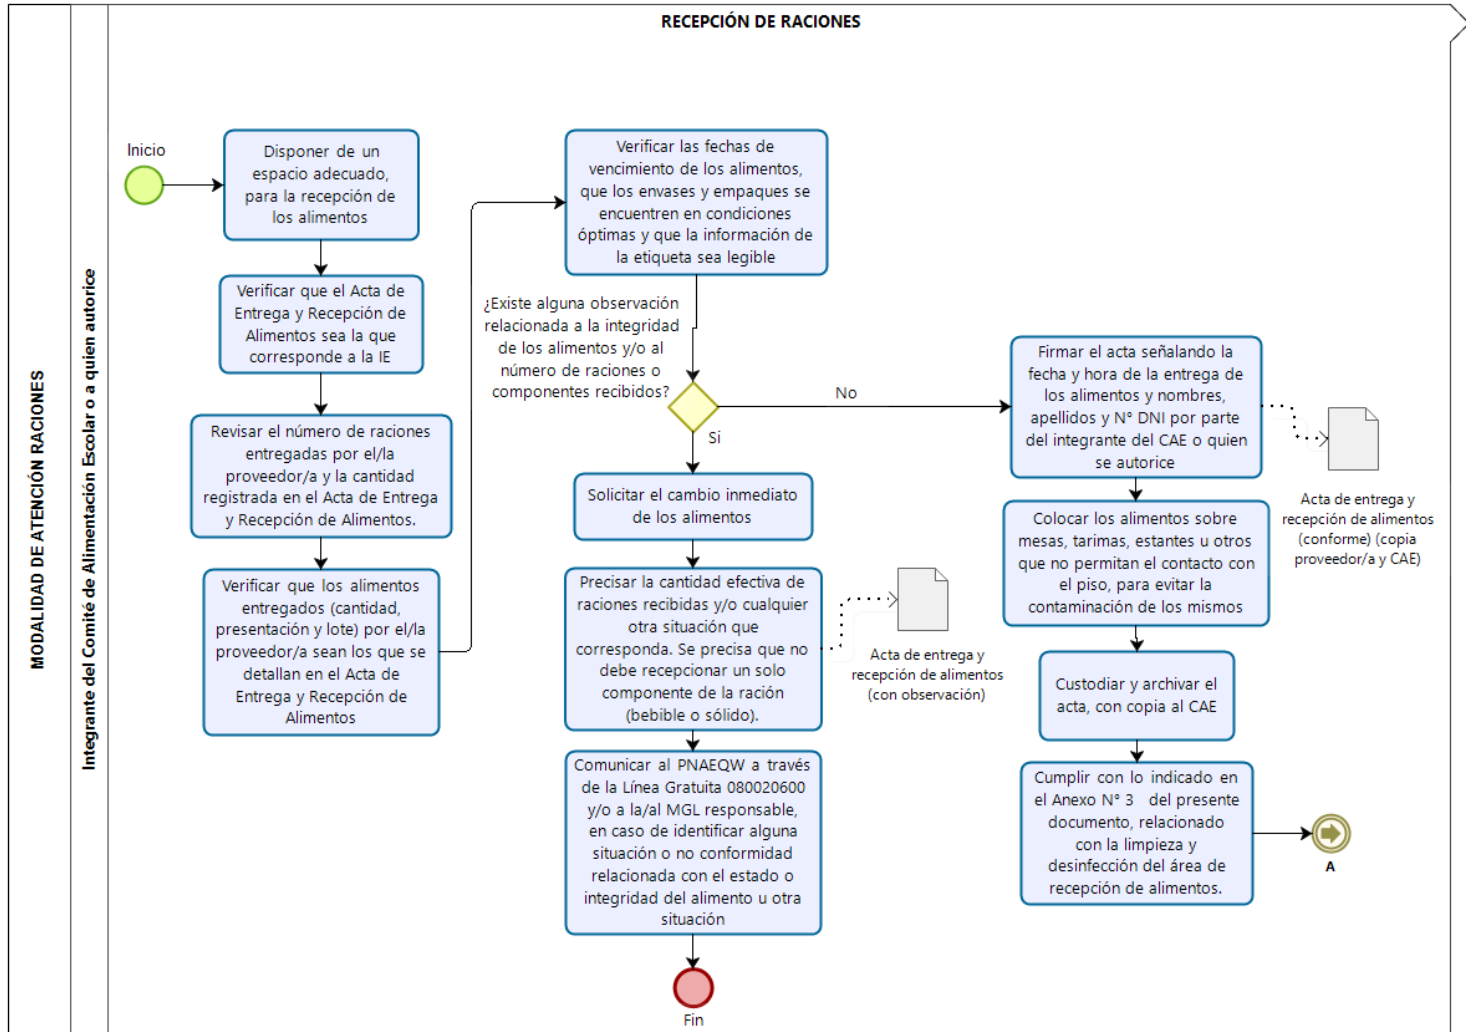 RECEPCIÓN DE RACIONES
MODALIDAD DE ATENCIÓN RACIONES
Integrante del Comité de Alimentación Escolar o a quien autorice
Inicio
Disponer de un
espacio adecuado,
para la recepción de
los alimentos
Verificar que el Acta de
Entrega y Recepción de
Alimentos sea la que
corresponde a la IE
Revisar el número de raciones
entregadas por el/la
proveedor/a y la cantidad
registrada en el Acta de Entrega
y Recepción de Alimentos.
Verificar que los alimentos
entregados (cantidad,
presentación y lote) por el/la
proveedor/a sean los que se
detallan en el Acta de
Entrega y Recepción de
Alimentos
Verificar las fechas de
vencimiento de los alimentos,
que los envases y empaques se
encuentren en condiciones
óptimas y que la información de
la etiqueta sea legible
¿Existe alguna observación
relacionada a la integridad
de los alimentos y/o al
número de raciones o
componentes recibidos?
No
Si
Solicitar el cambio inmediato
de los alimentos
Precisar la cantidad efectiva de
raciones recibidas y/o cualquier
otra situación que
corresponda. Se precisa que no
debe recepcionar un solo
componente de la ración
(bebible o sólido).
Acta de entrega y
recepción de alimentos
(con observación)
Comunicar al PNAEQW a través
de la Línea Gratuita 080020600
y/o a la/al MGL responsable,
en caso de identificar alguna
situación o no conformidad
relacionada con el estado o
integridad del alimento u otra
situación
Fin
Firmar el acta señalando la
fecha y hora de la entrega de
los alimentos y nombres,
apellidos y N° DNI por parte
del integrante del CAE o quien
se autorice
Acta de entrega y
recepción de alimentos
(conforme) (copia
proveedor/a y CAE)
Colocar los alimentos sobre
mesas, tarimas, estantes u otros
que no permitan el contacto con
el piso, para evitar la
contaminación de los mismos
Custodiar y archivar el
acta, con copia al CAE
Cumplir con lo indicado en
el Anexo N° 3 del presente
documento, relacionado
con la limpieza y
desinfección del área de
recepción de alimentos.
A